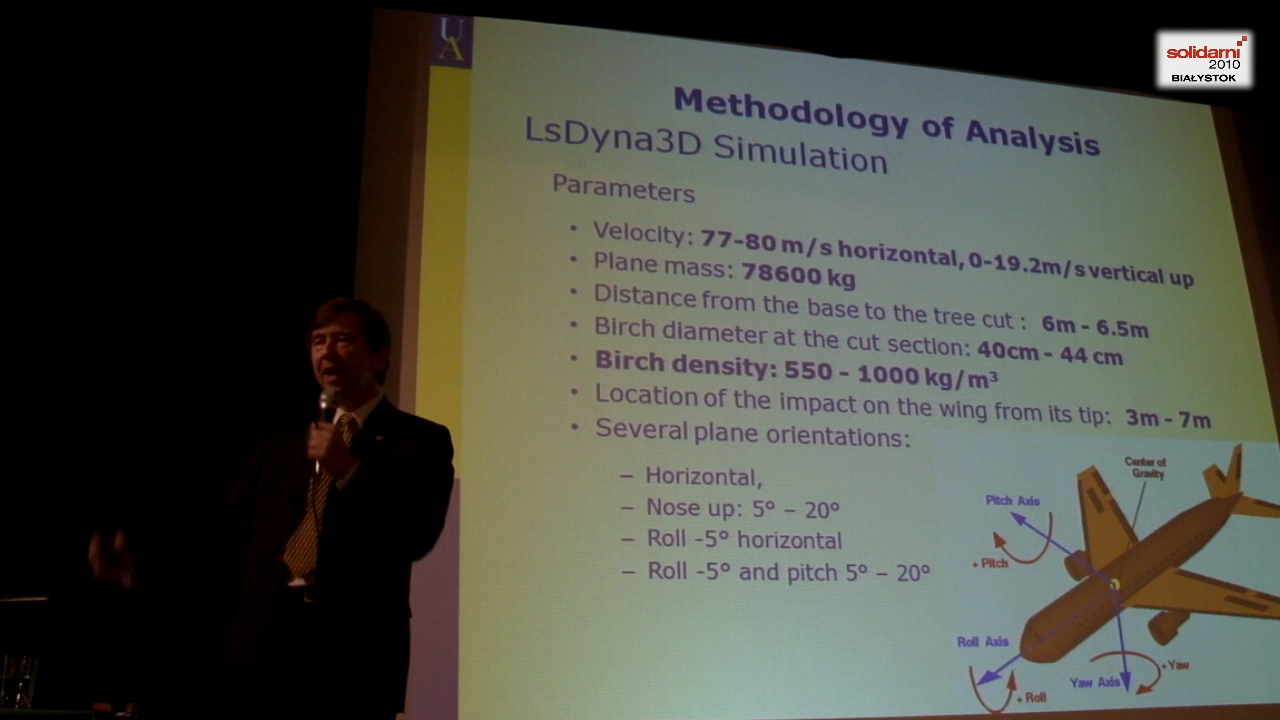 solidarni
2010
BIAŁYSTOK
UA
Methodology of Analysis
LsDyna3D Simulation
Parameters
• Velocity: 77-80 m/s horizontal, 0-19.2m/s vertical up
• Plane mass: 78600 kg
• Distance from the base to the tree cut : 6m - 6.5m
• Birch diameter at the cut section: 40cm - 44 cm
• Birch density: 550 - 1000 kg/m³
• Location of the impact on the wing from its tip: 3m - 7m
• Several plane orientations:
– Horizontal,
– Nose up: 5° – 20°
– Roll -5° horizontal
– Roll -5° and pitch 5° – 20°
Center of
Gravity
Pitch Axis
+ Pitch
Roll Axis
+ Roll
Yaw Axis
+Yaw